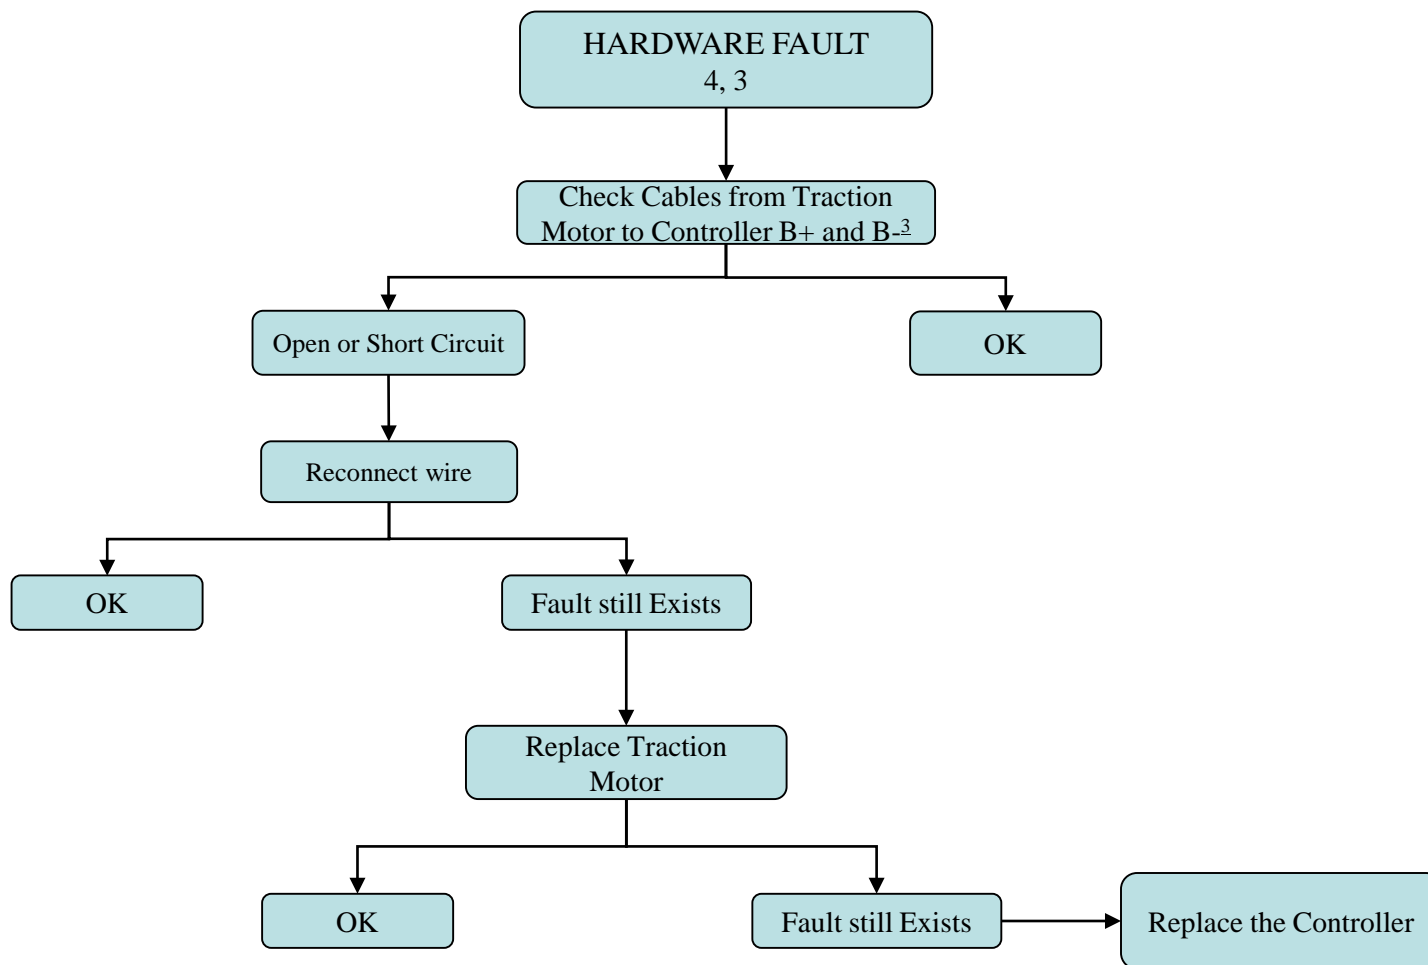 HARDWARE FAULT
4, 3
Check Cables from Traction
Motor to Controller B+ and B-3
Open or Short Circuit
OK
Reconnect wire
OK
Fault still Exists
Replace Traction
Motor
OK
Fault still Exists
Replace the Controller